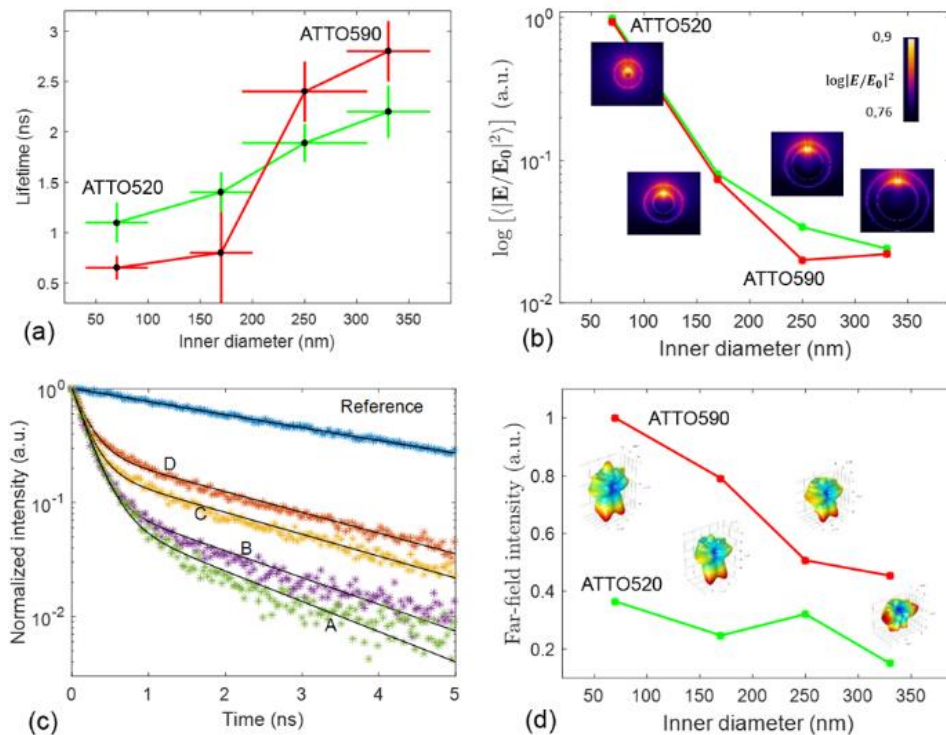 3
2.5
2
1.5
1
0.5
Lifetime (ns)
ATTO590
ATTO520
50 100 150 200 250 300 350
Inner diameter (nm)
(a)
10^0
10^-1
10^-2
log [⟨|E/E₀|²⟩] (a.u.)
ATTO520
0,9
log|E/E₀|²
0,76
ATTO590
50 100 150 200 250 300 350
Inner diameter (nm)
(b)
10^0
10^-1
10^-2
Normalized intensity (a.u.)
Reference
D
C
B
A
0 1 2 3 4 5
Time (ns)
(c)
1
0.8
0.6
0.4
0.2
Far-field intensity (a.u.)
ATTO590
ATTO520
50 100 150 200 250 300 350
Inner diameter (nm)
(d)